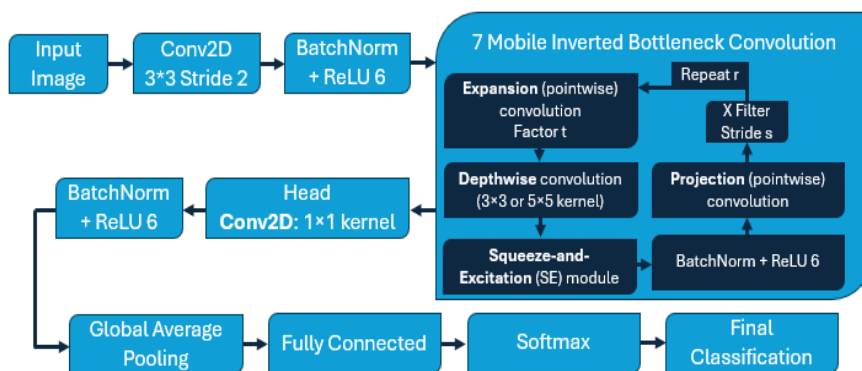 Input
Image
Conv2D
3*3 Stride 2
BatchNorm
+ ReLU 6
7 Mobile Inverted Bottleneck Convolution
Expansion (pointwise)
convolution
Factor t
Depthwise convolution
(3×3 or 5×5 kernel)
Squeeze-and-
Excitation (SE) module
BatchNorm + ReLU 6
Projection (pointwise)
convolution
X Filter
Stride s
Repeat r
Head
Conv2D: 1×1 kernel
BatchNorm
+ ReLU 6
Global Average
Pooling
Fully Connected
Softmax
Final
Classification